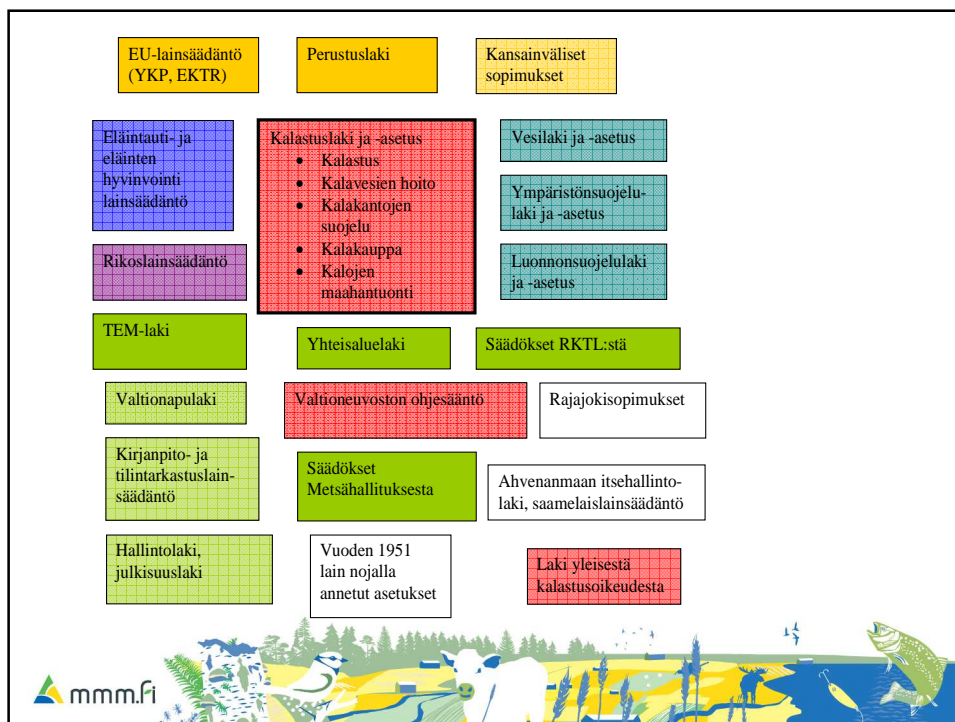 EU-lainsäädäntö
(YKP, EKTR)
Perustuslaki
Kansainväliset
sopimukset
Eläintauti- ja
eläinten
hyvinvointi
lainsäädäntö
Kalastuslaki ja -asetus
• Kalastus
• Kalavesien hoito
• Kalakantojen
suojelu
• Kalakauppa
• Kalojen
maahantuonti
Vesilaki ja -asetus
Ympäristönsuojelu-
laki ja -asetus
Rikoslainsäädäntö
Luonnonsuojelulaki
ja -asetus
TEM-laki
Yhteisaluelaki
Säädökset RKTL:stä
Valtionapulaki
Valtioneuvoston ohjesääntö
Rajajokisopimukset
Kirjanpito- ja
tilintarkastuslain-
säädäntö
Säädökset
Metsähallituksesta
Ahvenanmaan itsehallinto-
laki, saamelaislainsäädäntö
Hallintolaki,
julkisuuslaki
Vuoden 1951
lain nojalla
annetut asetukset
Laki yleisestä
kalastusoikeudesta
mmm.fi